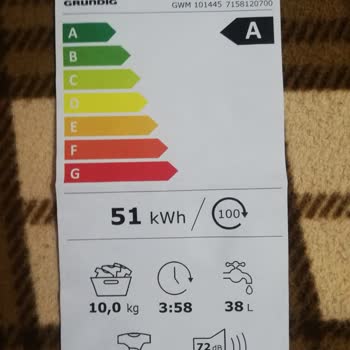 GRUNDIG GWM 101445 7158120700
A A
B
C
D
E
F
G
51 kWh / 100
10,0 kg 3:58 38 L
72 dB